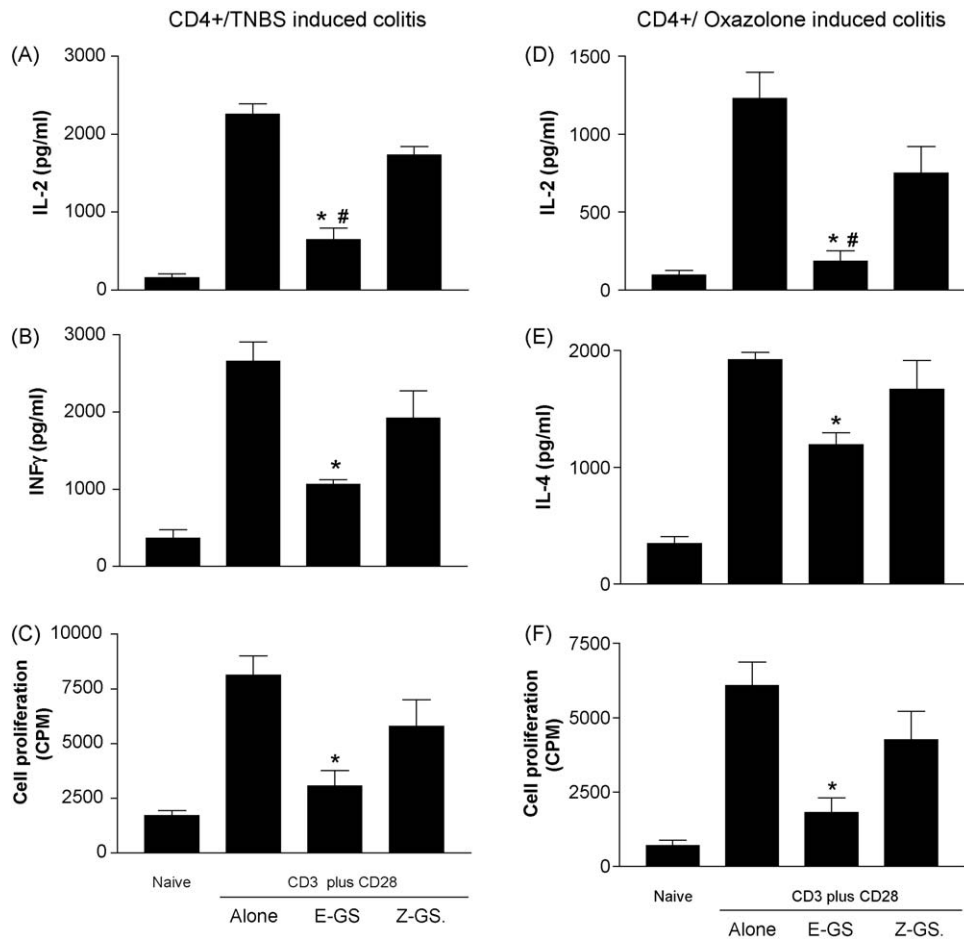 CD4+/TNBS induced colitis
CD4+/ Oxazolone induced colitis
(A)
IL-2 (pg/ml)
3000
2000
1000
0
* #
(D)
IL-2 (pg/ml)
1500
1000
500
0
* #
(B)
INFγ (pg/ml)
3000
2000
1000
0
*
(E)
IL-4 (pg/ml)
2000
1000
0
*
(C)
Cell proliferation
(CPM)
10000
7500
5000
2500
0
*
Naive
CD3 plus CD28
Alone E-GS Z-GS.
(F)
Cell proliferation
(CPM)
7500
5000
2500
0
*
Naive
CD3 plus CD28
Alone E-GS Z-GS.